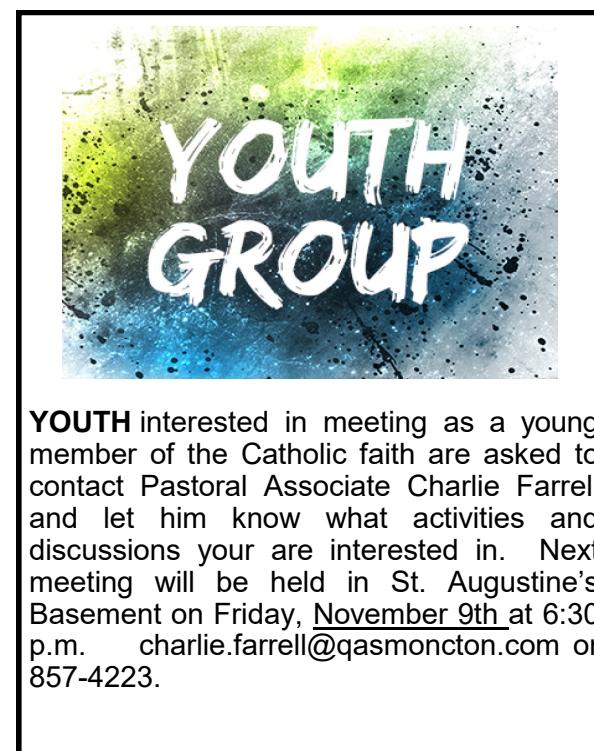 YOUTH
GROUP
YOUTH interested in meeting as a young
member of the Catholic faith are asked to
contact Pastoral Associate Charlie Farrell
and let him know what activities and
discussions your are interested in. Next
meeting will be held in St. Augustine’s
Basement on Friday, November 9th at 6:30
p.m. charlie.farrell@qasmoncton.com or
857-4223.